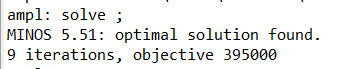 ampl: solve ;
MINOS 5.51: optimal solution found.
9 iterations, objective 395000